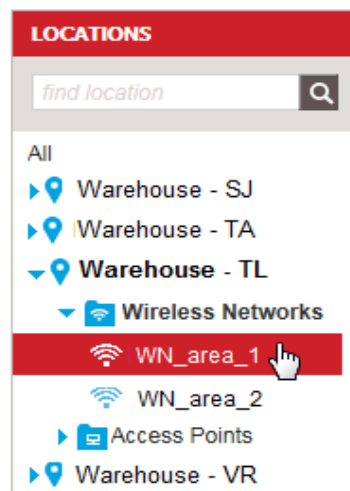 LOCATIONS
find location
All
Warehouse - SJ
Warehouse - TA
Warehouse - TL
Wireless Networks
WN_area_1
WN_area_2
Access Points
Warehouse - VR